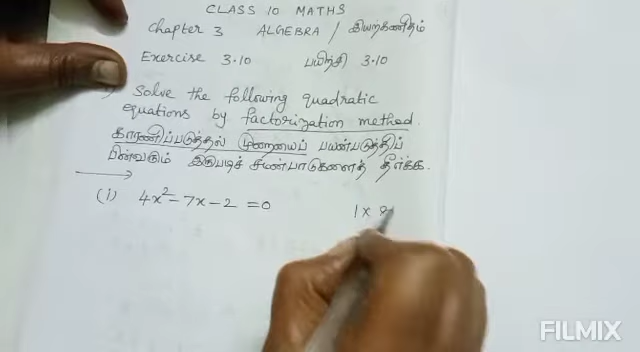 CLASS 10 MATHS
Chapter 3 ALGEBRA / இயற்கணிதம்
Exercise 3.10 பயிற்சி 3.10
Solve the following quadratic
equations by factorization method.
காரணிப்படுத்தல் முறையைப் பயன்படுத்திப்
பின்வரும் இருபடிச் சமன்பாடுகளைத் தீர்க்க.
(i) 4x² - 7x - 2 = 0 1 x 8
FILMIX